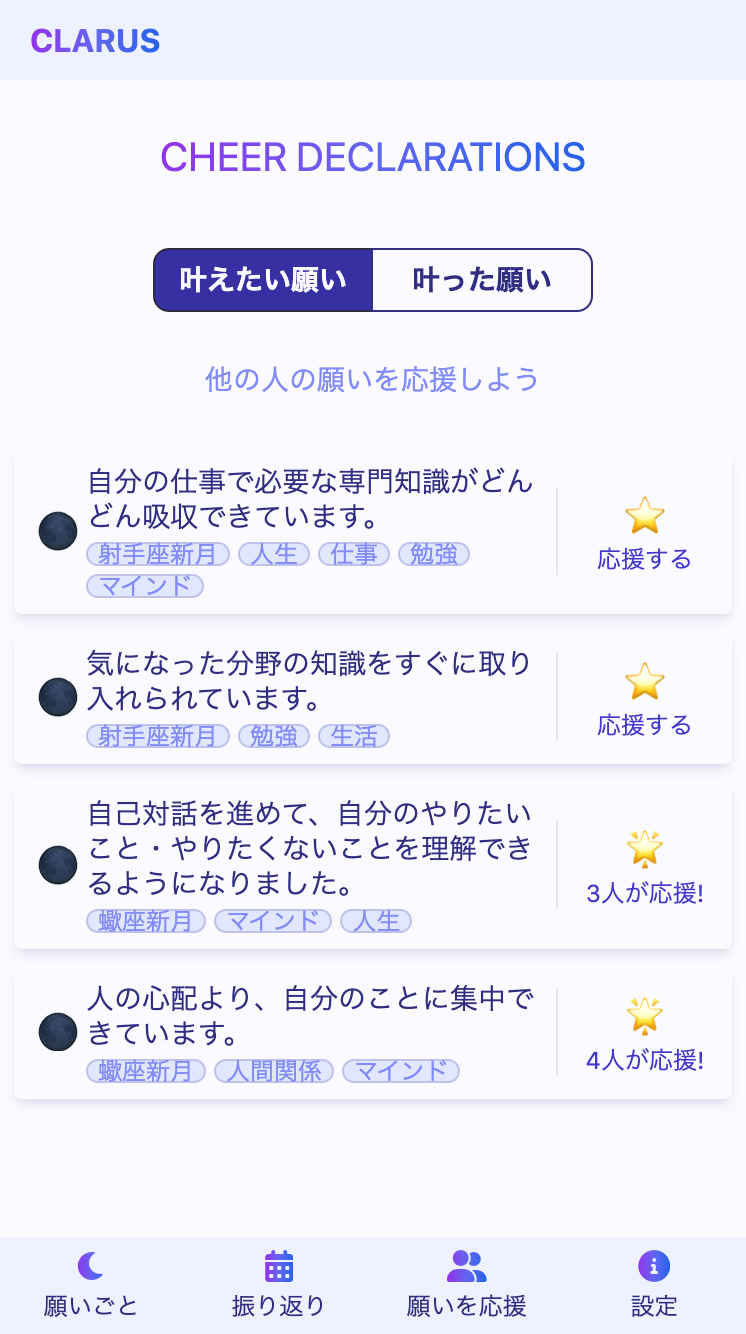 CLARUS
CHEER DECLARATIONS
叶えたい願い 叶った願い
他の人の願いを応援しよう
自分の仕事で必要な専門知識がどん
どん吸収できています。
射手座新月 人生 仕事 勉強
マインド
応援する
気になった分野の知識をすぐに取り
入れられています。
射手座新月 勉強 生活
応援する
自己対話を進めて、自分のやりたい
こと・やりたくないことを理解でき
るようになりました。
蠍座新月 マインド 人生
3人が応援!
人の心配より、自分のことに集中で
きています。
蠍座新月 人間関係 マインド
4人が応援!
願いごと 振り返り 願いを応援 設定